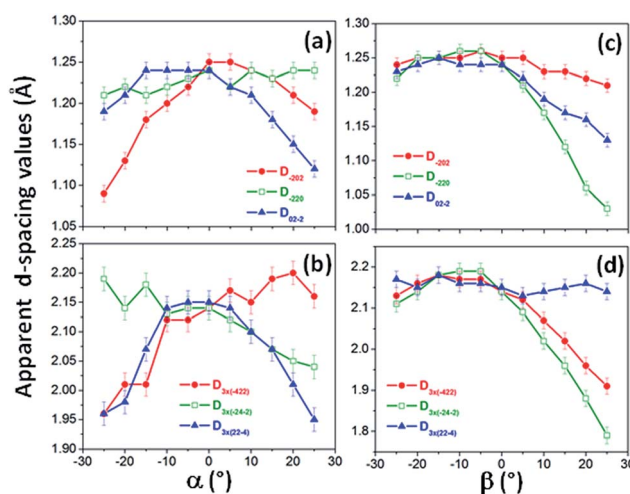 Apparent d-spacing values (Å)
(a)
1.30
1.25
1.20
1.15
1.10
1.05
D-202
D-220
D02-2
(c)
1.30
1.25
1.20
1.15
1.10
1.05
1.00
D-202
D-220
D02-2
(b)
2.25
2.20
2.15
2.10
2.05
2.00
1.95
1.90
D3x(-422)
D3x(-24-2)
D3x(22-4)
-30 -20 -10 0 10 20 30
α (°)
(d)
2.2
2.1
2.0
1.9
1.8
D3x(-422)
D3x(-24-2)
D3x(22-4)
-30 -20 -10 0 10 20 30
β (°)